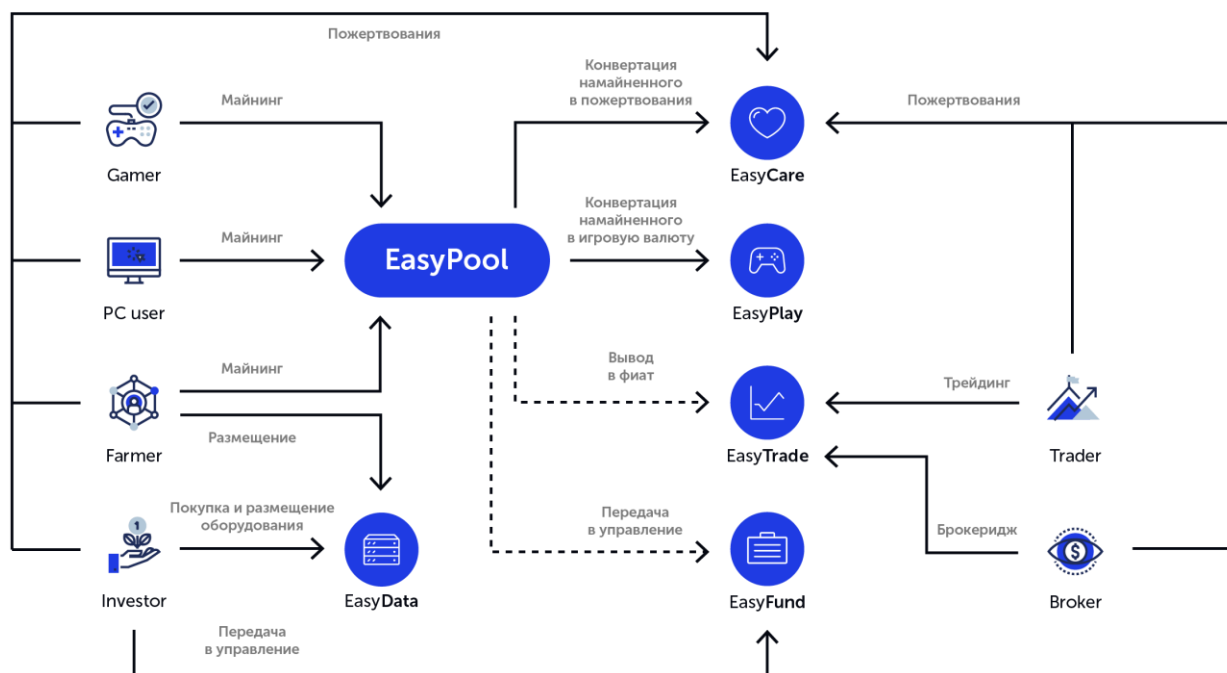 Пожертвования
Майнинг
Конвертация
намайненного
в пожертвования
Пожертвования
Gamer
EasyCare
Майнинг
EasyPool
Конвертация
намайненного
в игровую валюту
PC user
EasyPlay
Майнинг
Вывод
в фиат
Трейдинг
Размещение
Farmer
EasyTrade
Trader
Покупка и размещение
оборудования
1
Передача
в управление
Брокеридж
$
Investor
EasyData
EasyFund
Broker
Передача
в управление